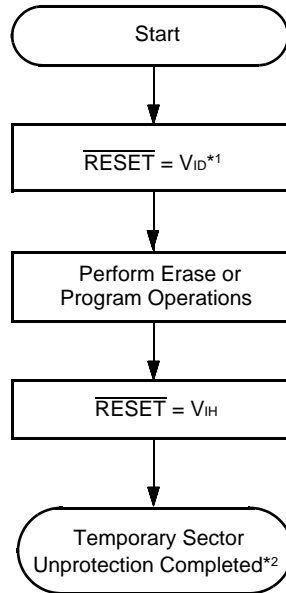 Start
RESET = VID*1
Perform Erase or
Program Operations
RESET = VIH
Temporary Sector
Unprotection Completed*2